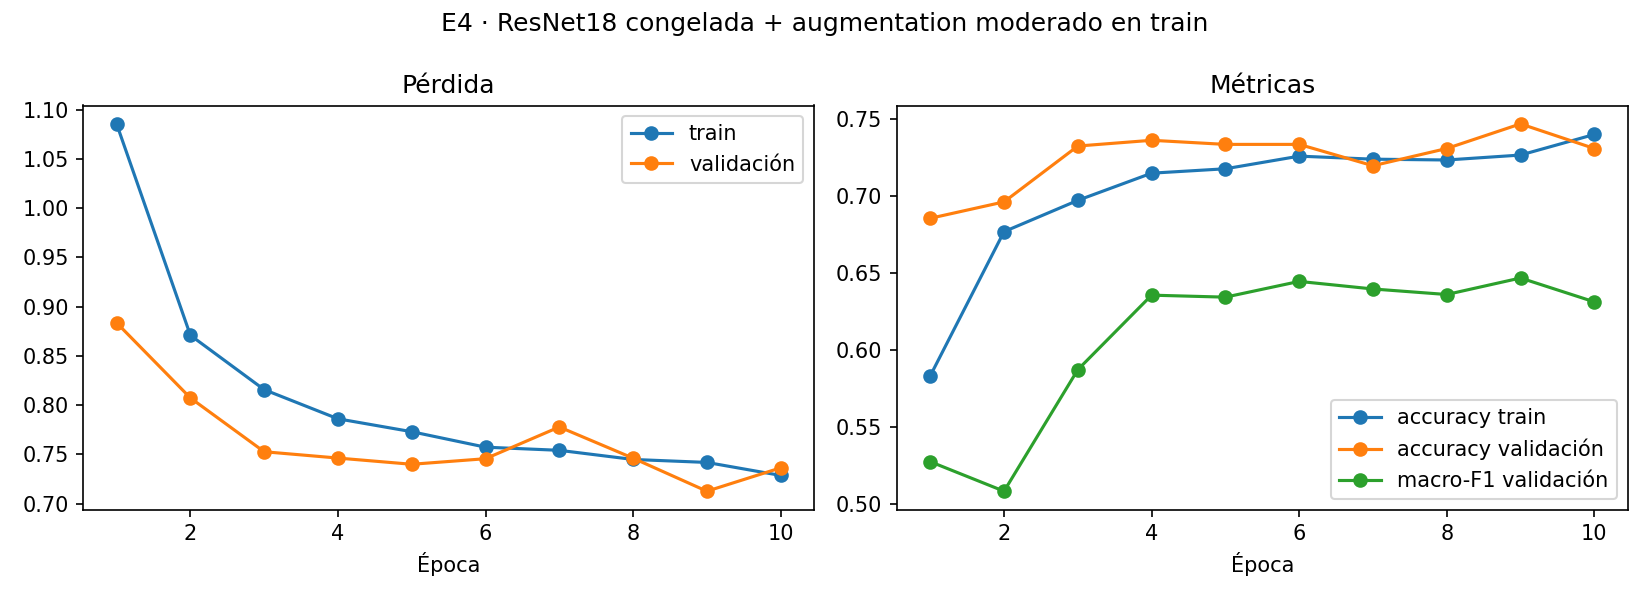 E4 · ResNet18 congelada + augmentation moderado en train
Pérdida
1.10
1.05
1.00
0.95
0.90
0.85
0.80
0.75
0.70
2
4
6
8
10
Época
train
validación
Métricas
0.75
0.70
0.65
0.60
0.55
0.50
2
4
6
8
10
Época
accuracy train
accuracy validación
macro-F1 validación